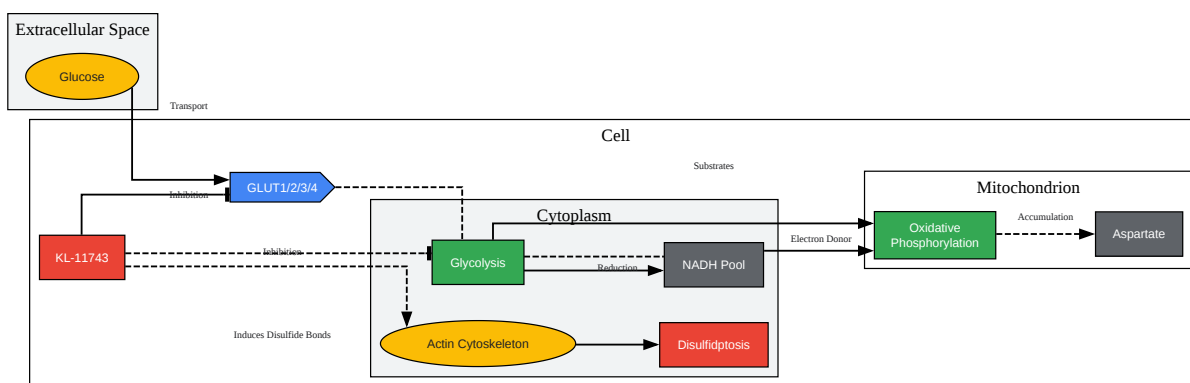 Extracellular Space
Glucose
Transport
Cell
Substrates
GLUT1/2/3/4
Inhibition
Mitochondrion
Cytoplasm
Accumulation
Oxidative
Phosphorylation
Aspartate
Electron Donor
KL-11743
Inhibition
Glycolysis
Reduction
NADH Pool
Induces Disulfide Bonds
Actin Cytoskeleton
Disulfidptosis